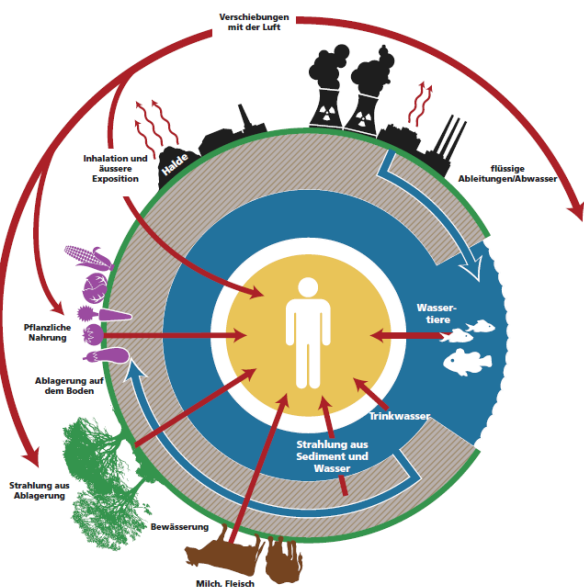 Verschiebungen
mit der Luft
Inhalation und
äussere
Exposition
Halde
flüssige
Ableitungen/Abwasser
Wasser-
tiere
Pflanzliche
Nahrung
Ablagerung auf
dem Boden
Trinkwasser
Strahlung aus
Sediment und
Wasser
Strahlung aus
Ablagerung
Bewässerung
Milch, Fleisch